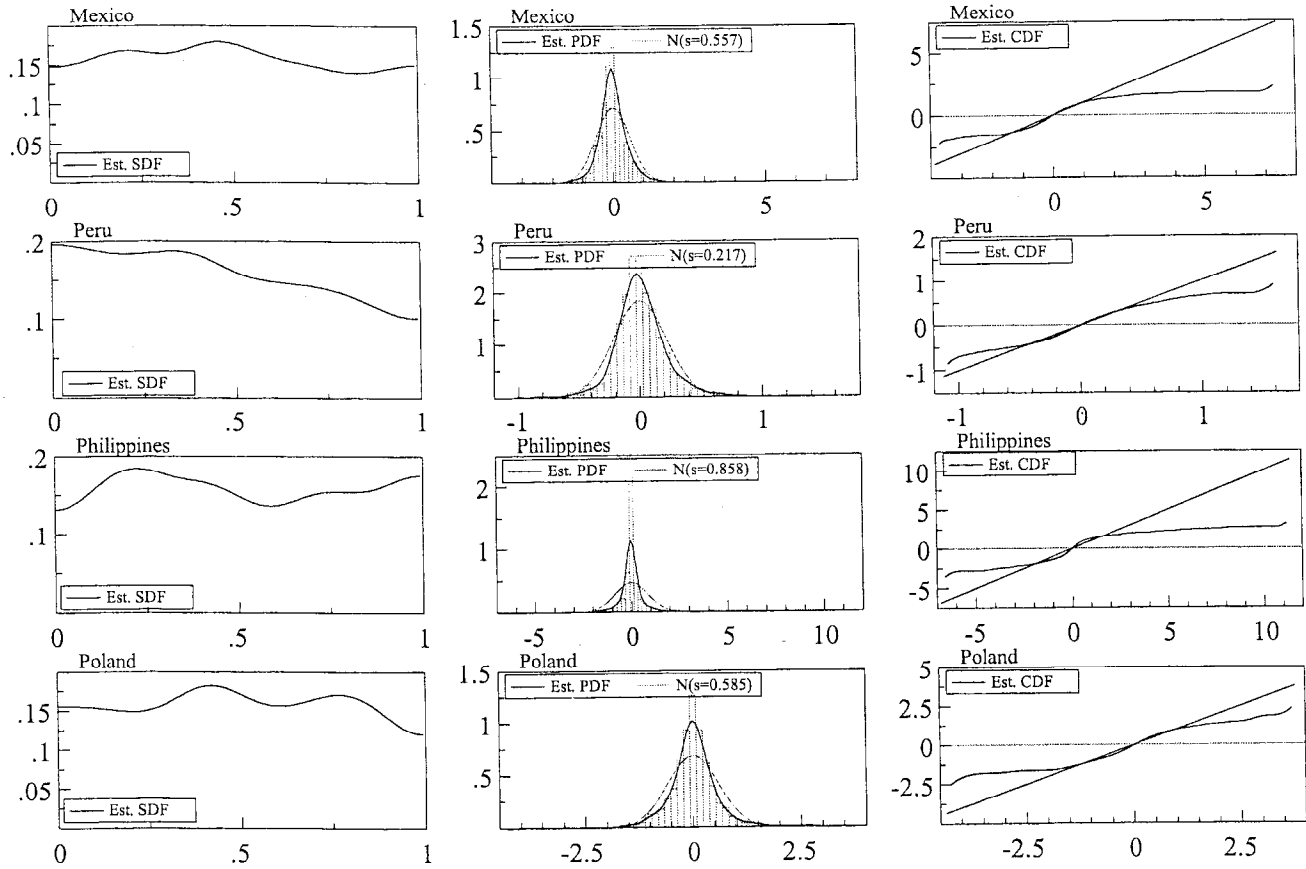 Mexico
.15
.1
.05
Est. SDF
0 .5 1
Mexico
1.5
1
.5
Est. PDF N(s=0.557)
0 5
Mexico
5
0
Est. CDF
0 5
Peru
.2
.1
Est. SDF
0 .5 1
Peru
3
2
1
Est. PDF N(s=0.217)
-1 0 1
Peru
2
1
0
-1
Est. CDF
-1 0 1
Philippines
.2
.1
Est. SDF
0 .5 1
Philippines
2
1
Est. PDF N(s=0.858)
-5 0 5 10
Philippines
10
5
0
-5
Est. CDF
-5 0 5 10
Poland
.15
.1
.05
Est. SDF
0 .5 1
Poland
1.5
1
.5
Est. PDF N(s=0.585)
-2.5 0 2.5
Poland
5
2.5
0
-2.5
Est. CDF
-2.5 0 2.5